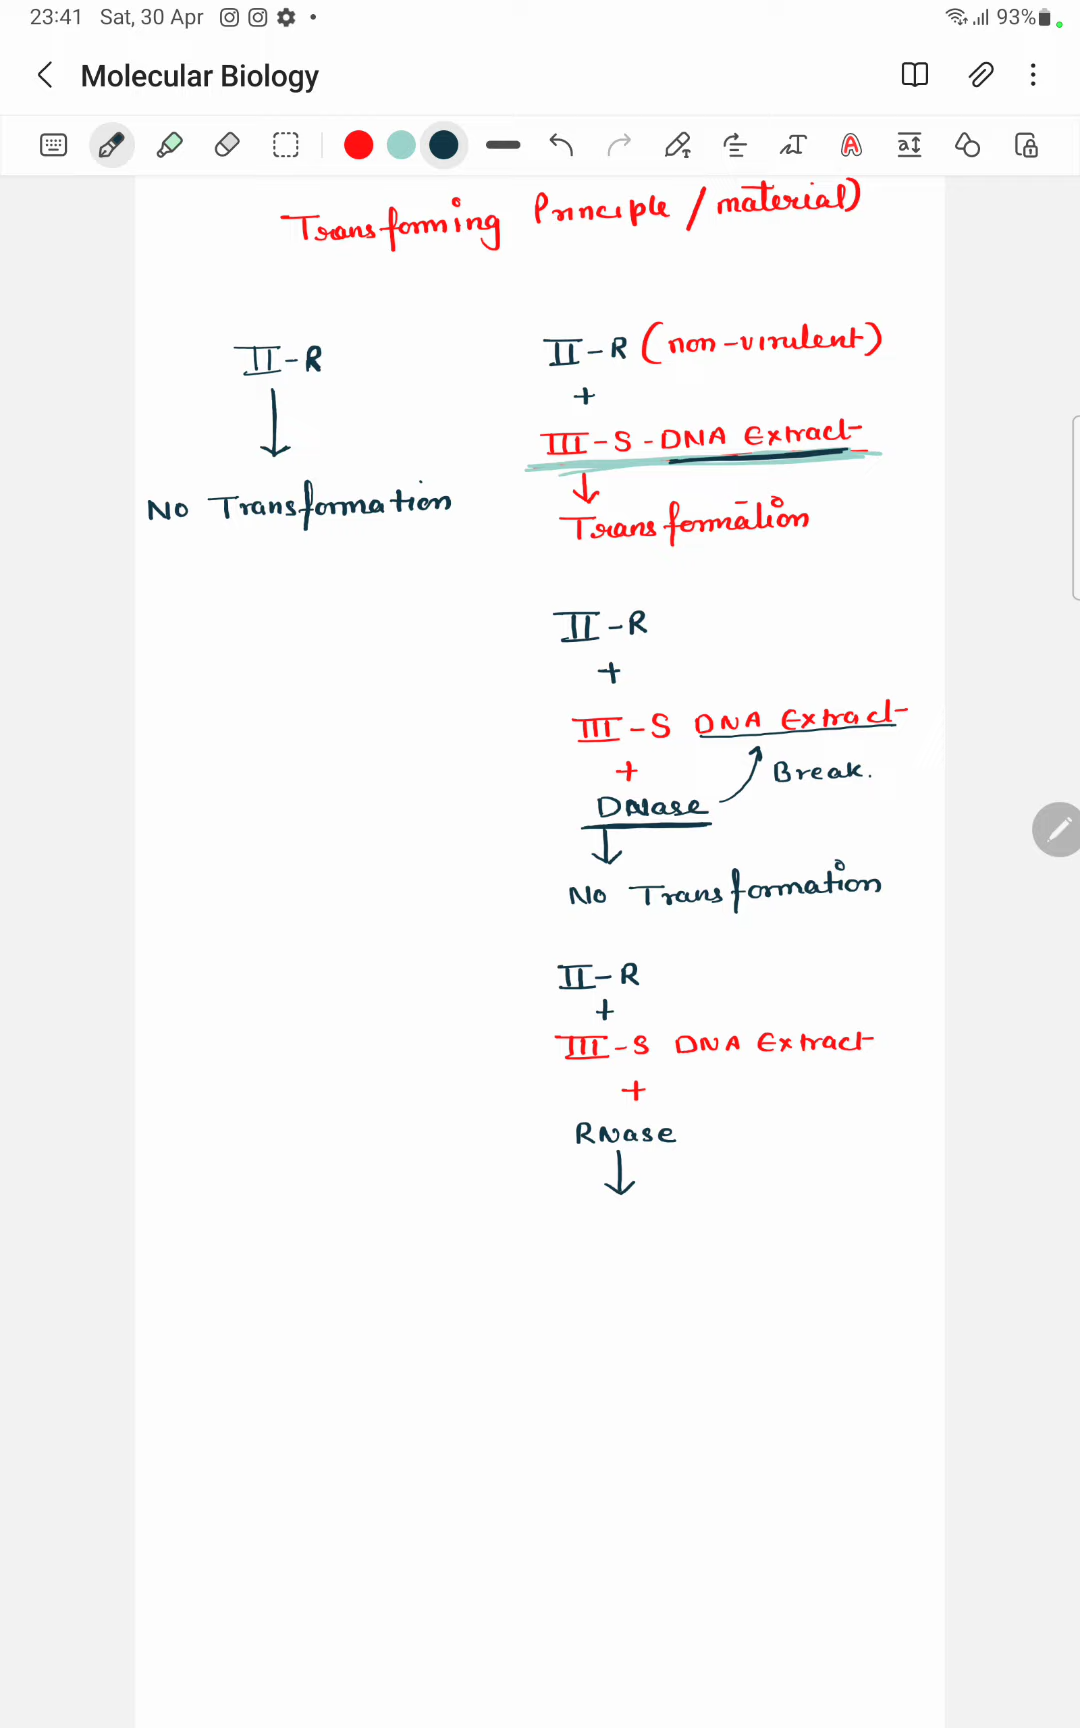 23:41 Sat, 30 Apr 93%
Molecular Biology
Transforming Principle / material)
II-R
No Transformation
II-R (non-virulent)
+
III-S-DNA Extract
Transformation
II-R
+
III-S DNA Extract
+
Break.
DNase
No Transformation
II-R
+
III-S DNA Extract
+
RNase